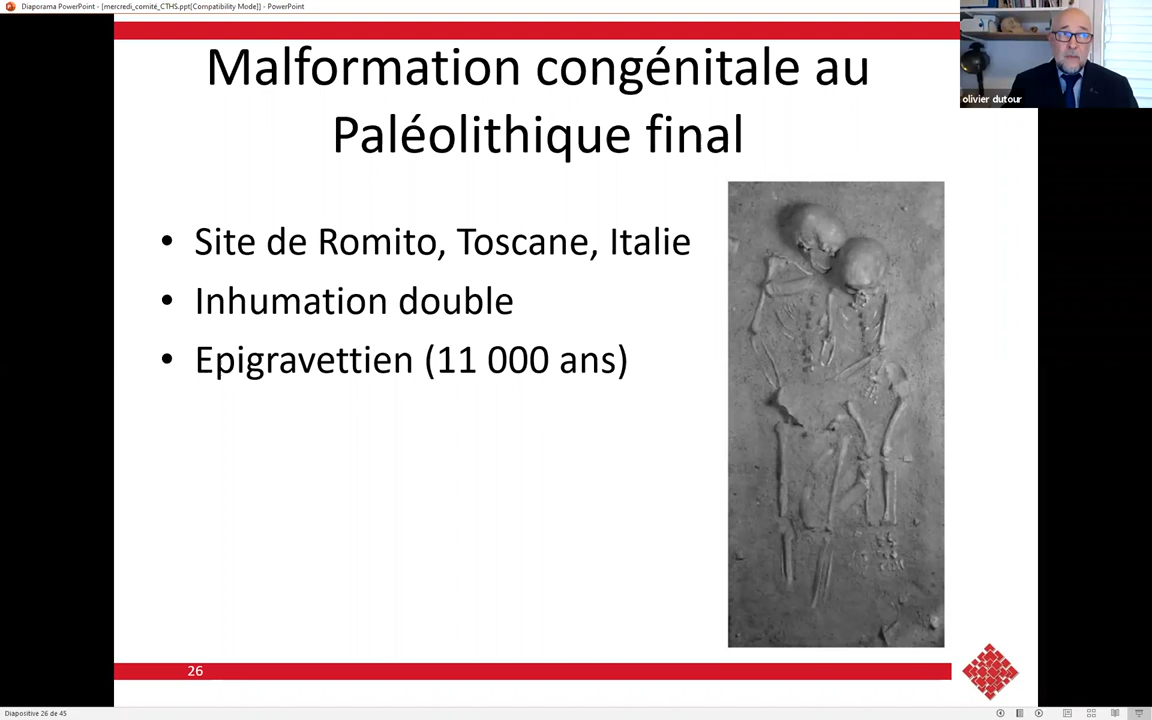 Diaporama PowerPoint - [mercredi_comité_CTHS.ppt[Compatibility Mode]] - PowerPoint
olivier dutour
Malformation congénitale au
Paléolithique final
• Site de Romito, Toscane, Italie
• Inhumation double
• Epigravettien (11 000 ans)
26
Diapositive 26 de 45